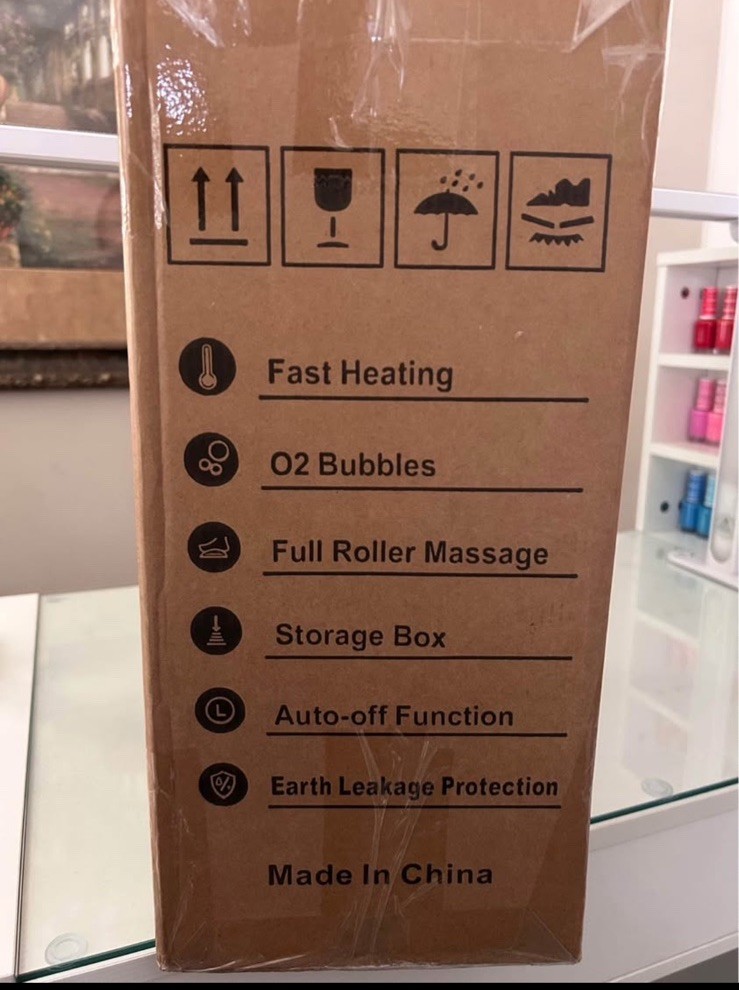 Fast Heating
O2 Bubbles
Full Roller Massage
Storage Box
Auto-off Function
Earth Leakage Protection
Made In China